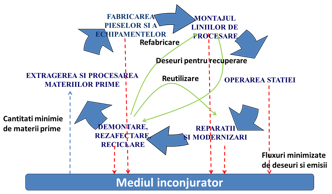 FABRICAREA
PIESELOR SI A
ECHIPAMENTELOR
MONTAJUL
LINIILOR DE
PROCESARE
Refabricare
Deseuri pentru recuperare
EXTRAGEREA SI PROCESAREA
MATERIILOR PRIME
Reutilizare
OPERAREA STATIEI
Cantitati minimie
de materii prime
DEMONTARE,
REZAFECTARE
RECICLARE
REPARATII
SI MODERNIZARI
Fluxuri minimizate
de deseuri si emisii
Mediul inconjurator